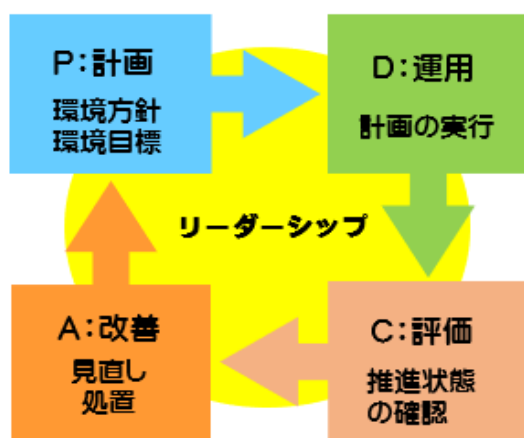 P:計画
環境方針
環境目標
D:運用
計画の実行
リーダーシップ
A:改善
見直し
処置
C:評価
推進状態
の確認